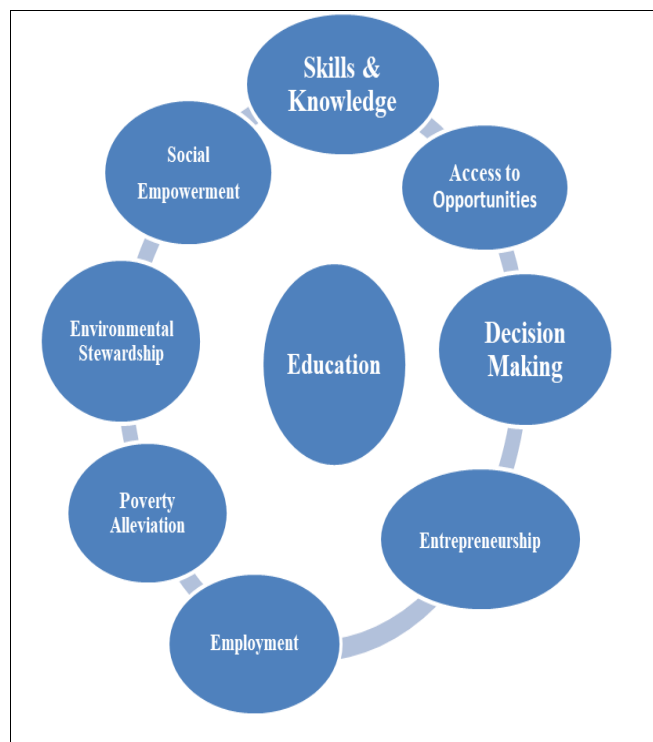 Skills &
Knowledge
Access to
Opportunities
Decision
Making
Entrepreneurship
Employment
Poverty
Alleviation
Environmental
Stewardship
Social
Empowerment
Education